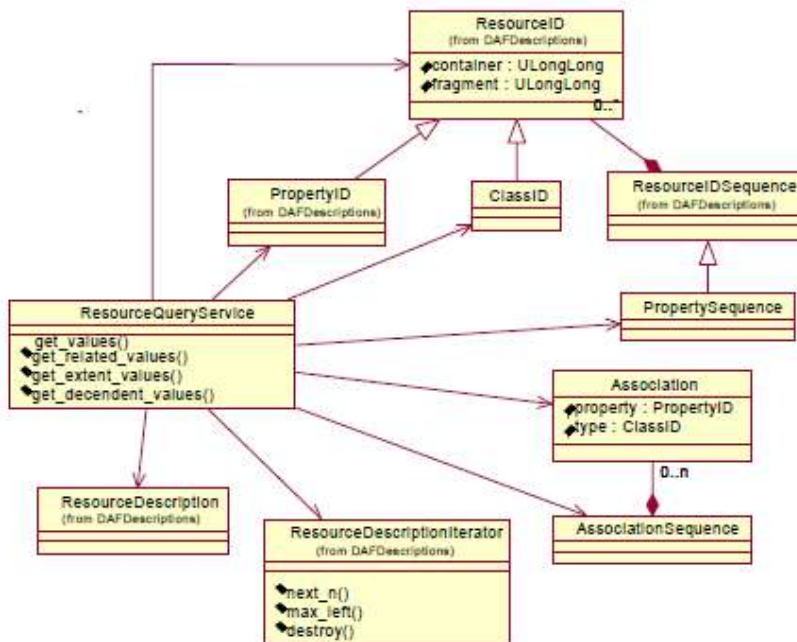 ResourceID
(from DAFDescriptions)
container : ULongLong
fragment : ULongLong
0..*
PropertyID
(from DAFDescriptions)
ClassID
ResourceIDSequence
(from DAFDescriptions)
ResourceQueryService
get_values()
get_related_values()
get_extent_values()
get_decendent_values()
PropertySequence
Association
property : PropertyID
type : ClassID
0..n
ResourceDescription
(from DAFDescriptions)
ResourceDescriptionIterator
(from DAFDescriptions)
next_n()
max_left()
destroy()
AssociationSequence